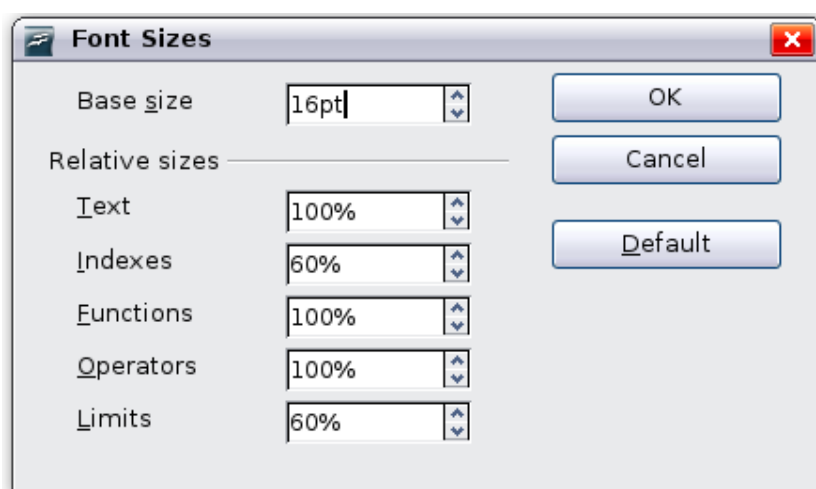 Font Sizes
Base size 16pt OK
Relative sizes Cancel
Text 100%
Default
Indexes 60%
Functions 100%
Operators 100%
Limits 60%